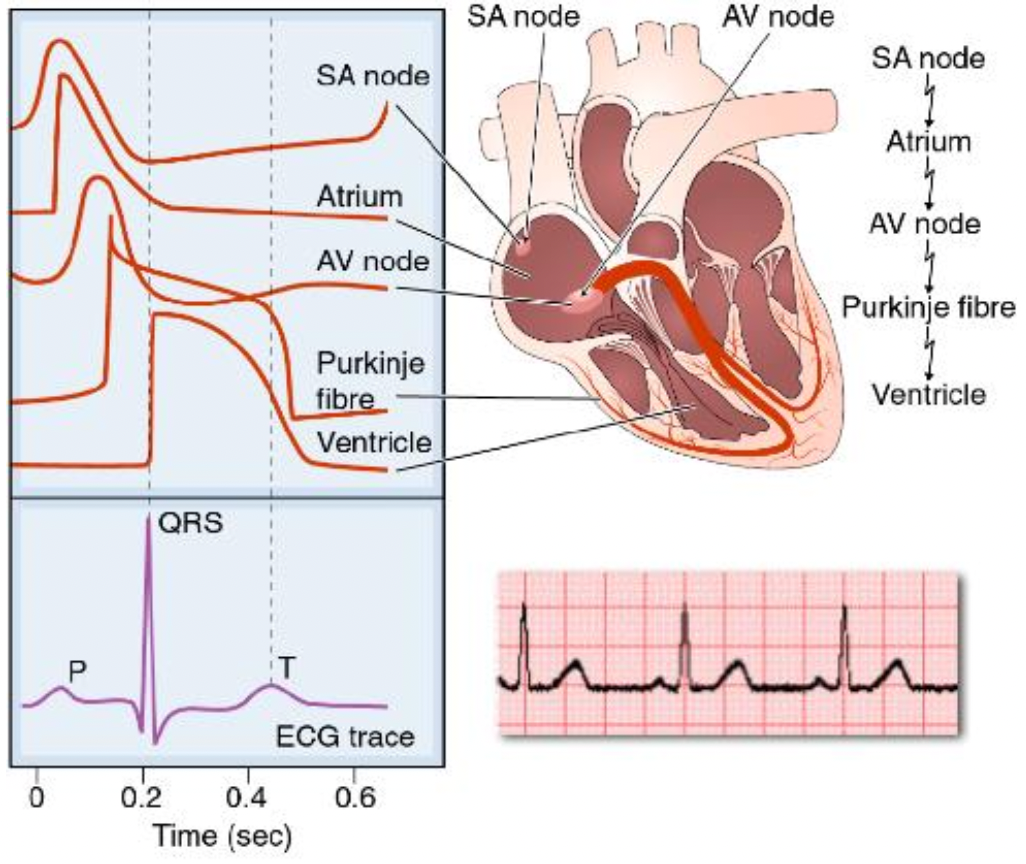 SA node
Atrium
AV node
Purkinje
fibre
Ventricle
QRS
P
T
ECG trace
0
0.2
0.4
0.6
Time (sec)
SA node
AV node
SA node
Atrium
AV node
Purkinje fibre
Ventricle